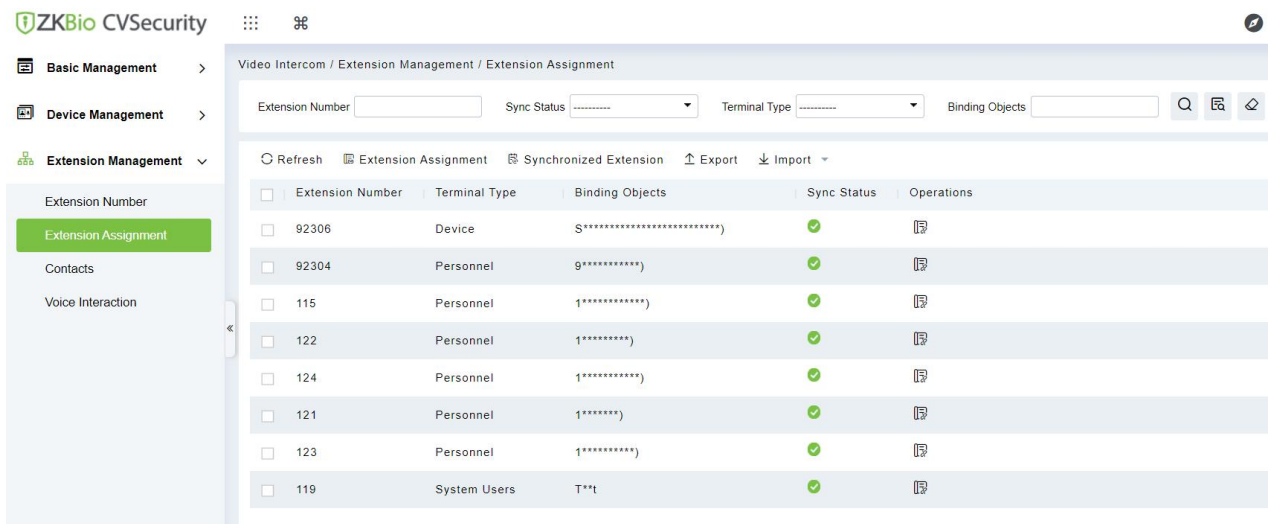 ZKBio CVSecurity
Basic Management
Device Management
Extension Management
Extension Number
Extension Assignment
Contacts
Voice Interaction
Video Intercom / Extension Management / Extension Assignment
Extension Number Sync Status ---------- Terminal Type ---------- Binding Objects
Refresh Extension Assignment Synchronized Extension Export Import
Extension Number Terminal Type Binding Objects Sync Status Operations
92306 Device S**************************)
92304 Personnel 9***********)
115 Personnel 1************)
122 Personnel 1*********)
124 Personnel 1***********)
121 Personnel 1*******)
123 Personnel 1**********)
119 System Users T**t